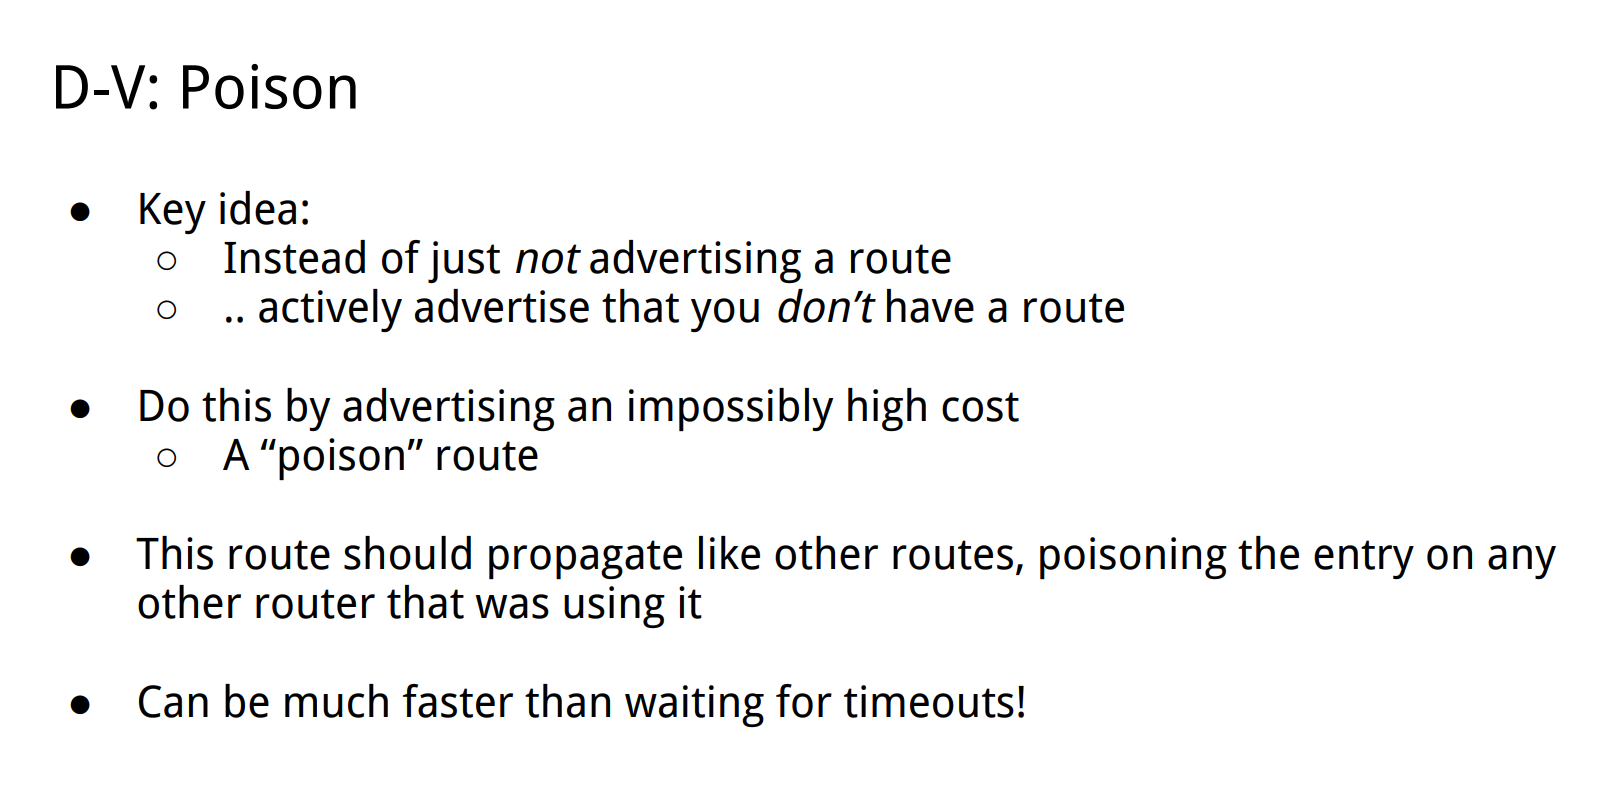 D-V: Poison
● Key idea:
○ Instead of just not advertising a route
○ .. actively advertise that you don’t have a route
● Do this by advertising an impossibly high cost
○ A “poison” route
● This route should propagate like other routes, poisoning the entry on any
other router that was using it
● Can be much faster than waiting for timeouts!